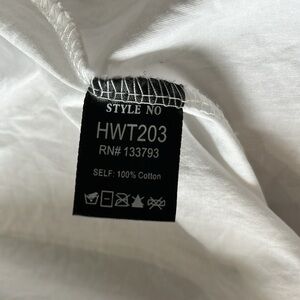 STYLE NO
HWT203
RN# 133793
SELF: 100% Cotton